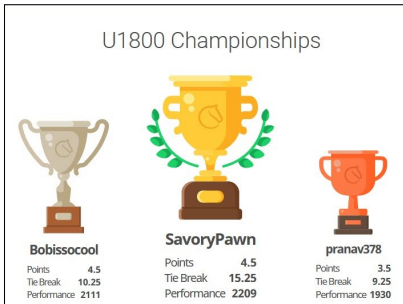 U1800 Championships
Bobissocool
Points 4.5
Tie Break 10.25
Performance 2111
SavoryPawn
Points 4.5
Tie Break 15.25
Performance 2209
pranav378
Points 3.5
Tie Break 9.25
Performance 1930